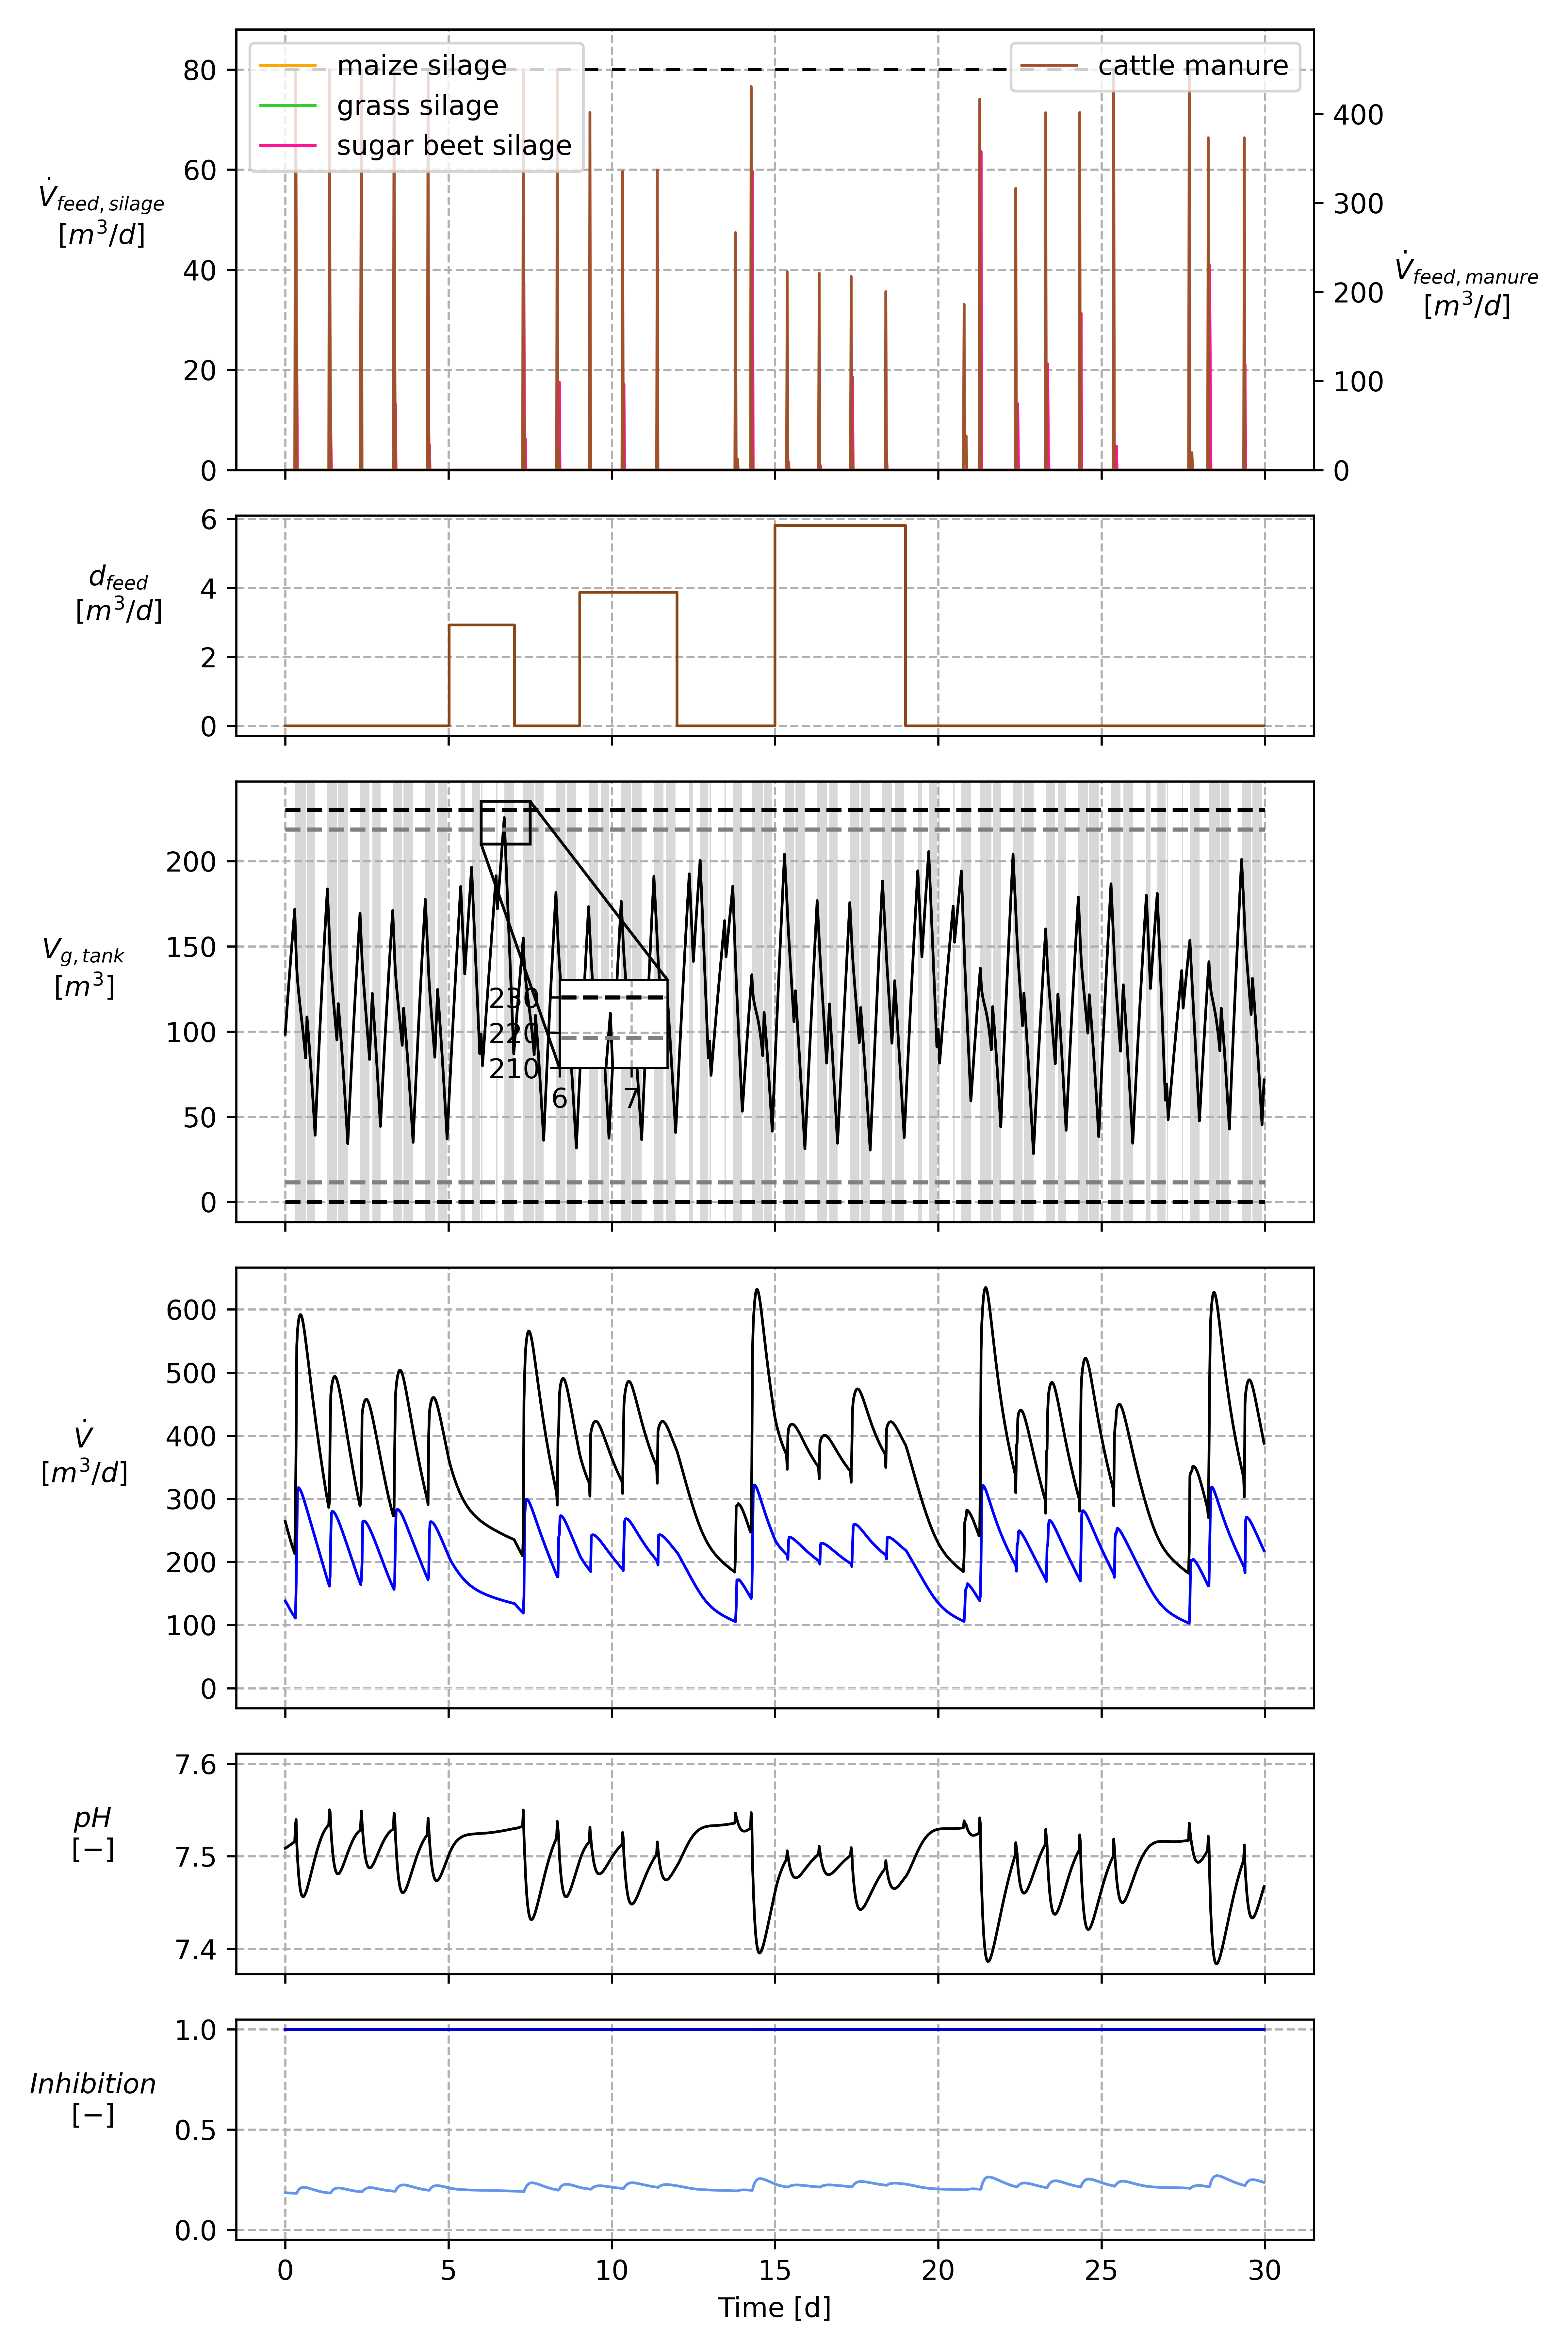 80
60
40
20
0
V̇feed, silage
[m³/d]
maize silage
grass silage
sugar beet silage
cattle manure
400
300
200
100
0
V̇feed, manure
[m³/d]
6
4
2
0
dfeed
[m³/d]
200
150
100
50
0
Vg, tank
[m³]
230
220
210
6
7
600
500
400
300
200
100
0
V̇
[m³/d]
7.6
7.5
7.4
pH
[−]
1.0
0.5
0.0
Inhibition
[−]
0 5 10 15 20 25 30
Time [d]